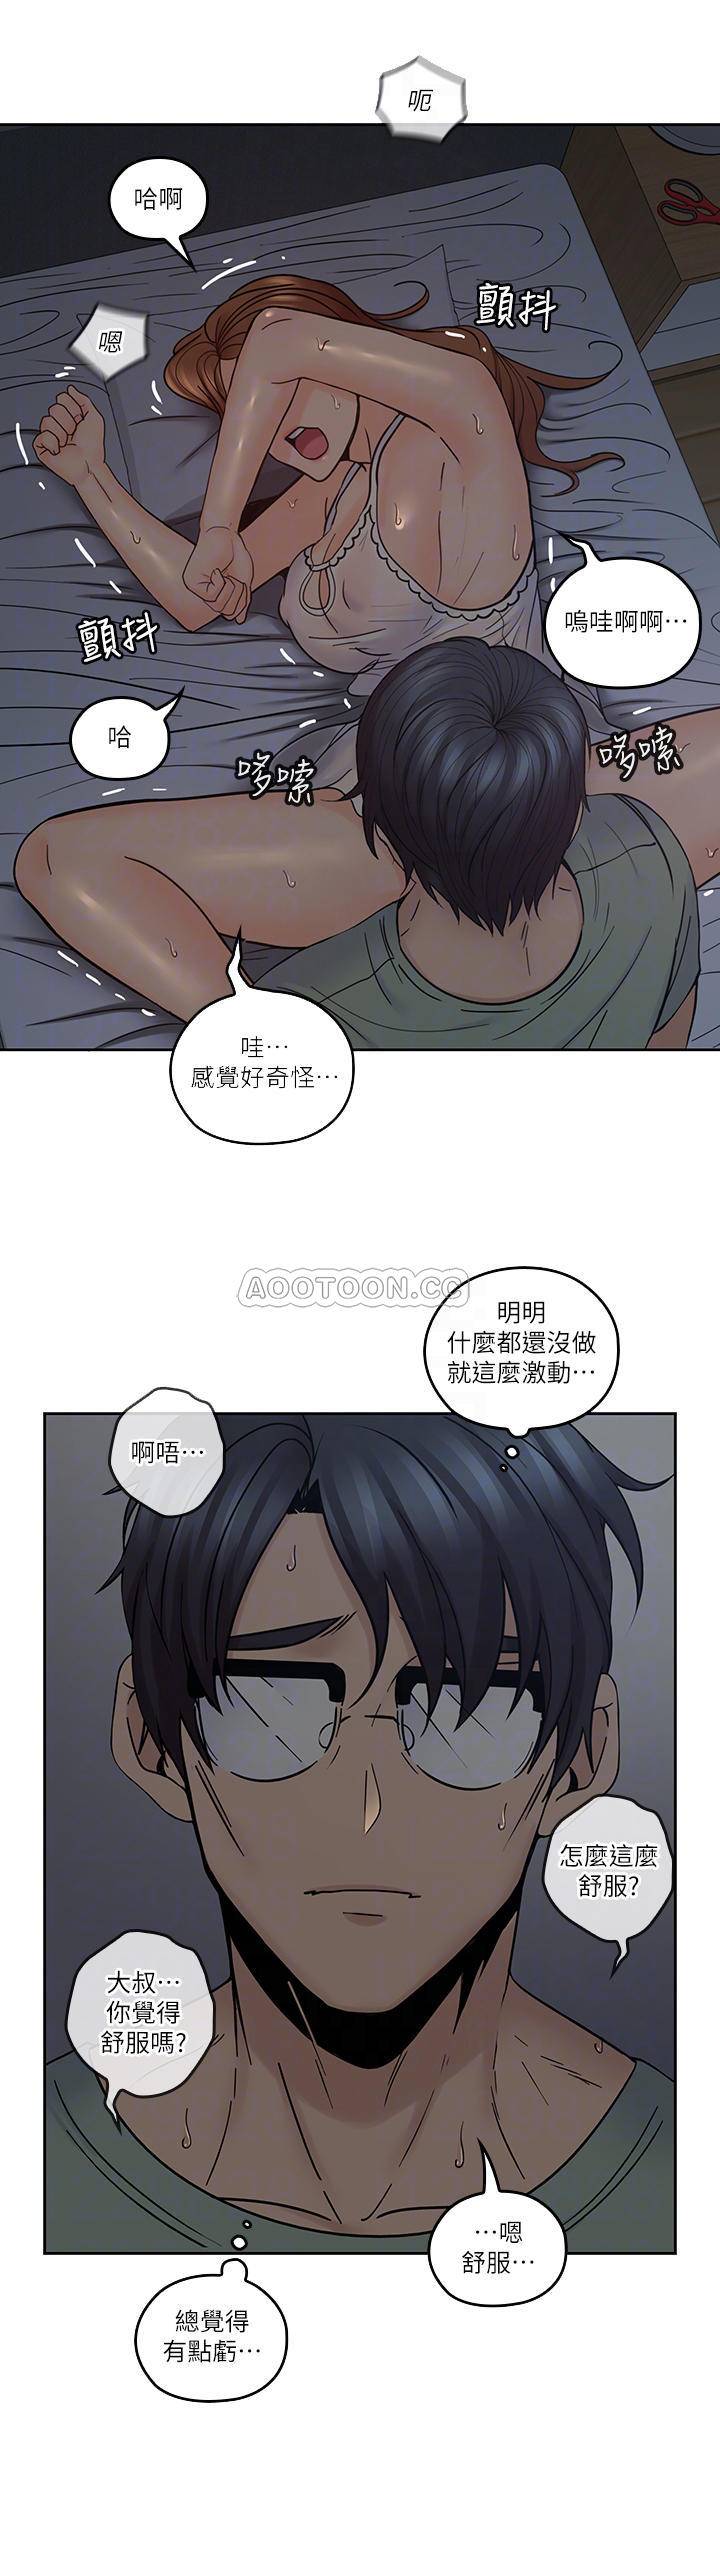 呃
哈啊
嗯
顫抖
嗚哇啊啊⋯
顫抖
哈
哆嗦
哆嗦
哇⋯
感覺好奇怪⋯
AOOTOON.CC
明明
什麼都還沒做
就這麼激動⋯
啊唔⋯
怎麼這麼
舒服?
大叔⋯
你覺得
舒服嗎?
⋯嗯
舒服⋯
總覺得
有點虧⋯